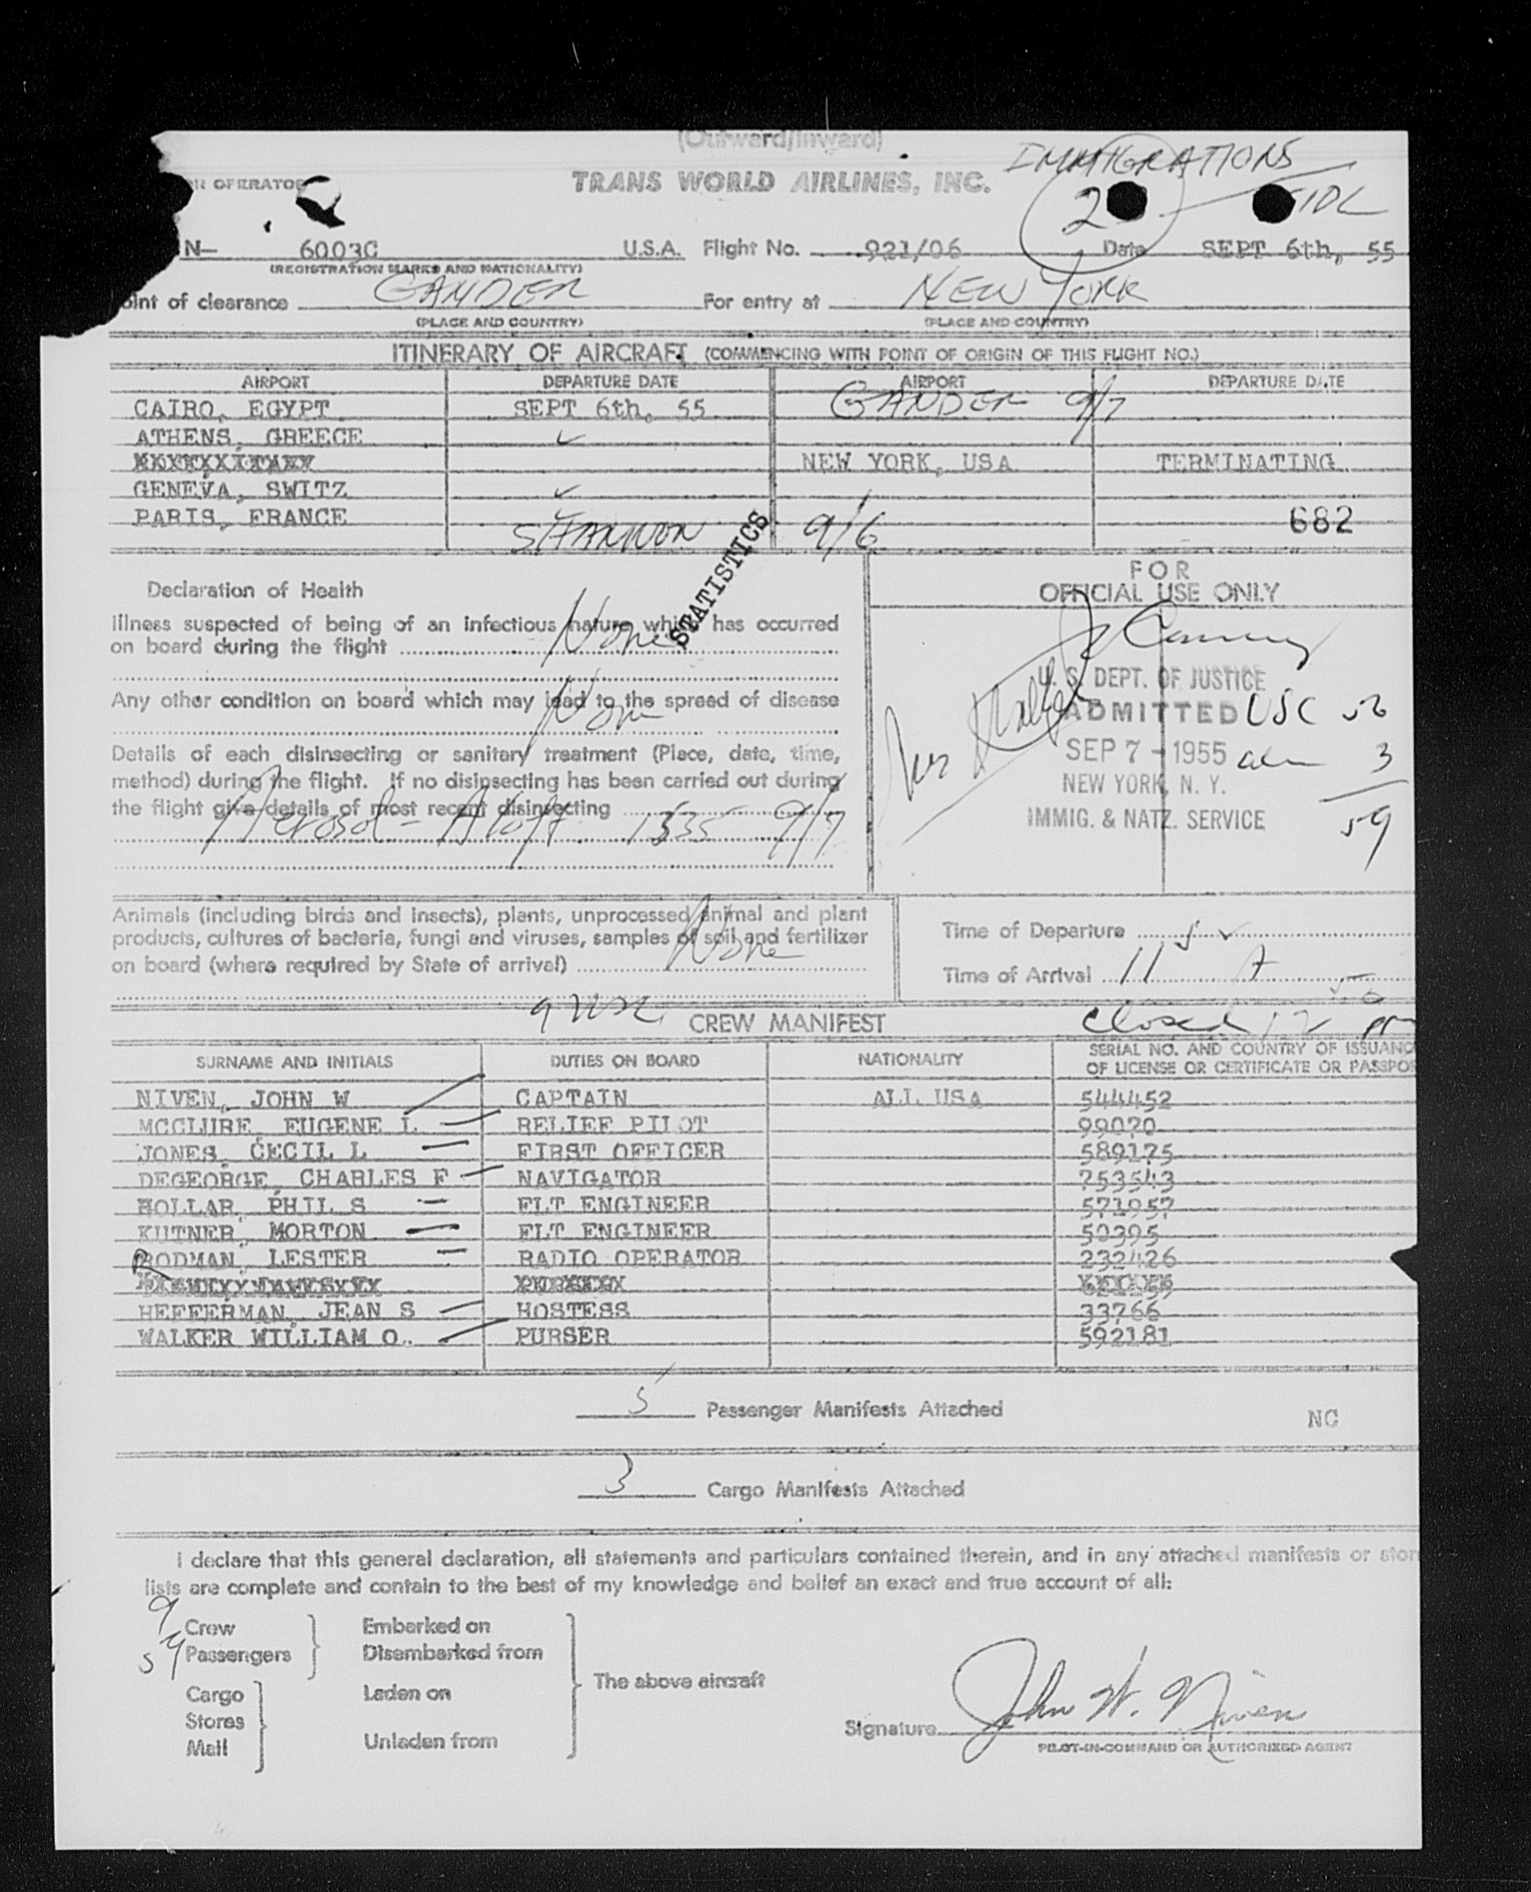 (Outward/Inward)
IMMIGRATIONS
OPERATOR
TRANS WORLD AIRLINES, INC.
2
N— 6003C U.S.A. Flight No. 921/06 Date SEPT 6th, 55
(REGISTRATION MARKS AND NATIONALITY)
oint of clearance GANDER For entry at NEW YORK
(PLACE AND COUNTRY) (PLACE AND COUNTRY)
ITINERARY OF AIRCRAFT (COMMENCING WITH POINT OF ORIGIN OF THIS FLIGHT NO.)
AIRPORT DEPARTURE DATE AIRPORT DEPARTURE DATE
CAIRO, EGYPT SEPT 6th, 55 GANDER 9/7
ATHENS, GREECE
NEW YORK, USA TERMINATING
GENEVA, SWITZ
PARIS, FRANCE
SHANNON 9/6 682
STATISTICS
Declaration of Health
Illness suspected of being of an infectious nature which has occurred
on board during the flight None
Any other condition on board which may lead to the spread of disease
None
Details of each disinsecting or sanitary treatment (Place, date, time,
method) during the flight. If no disinsecting has been carried out during
the flight give details of most recent disinsecting
Aerosol - Aloft 1335 9/7
FOR
OFFICIAL USE ONLY
U. S. DEPT. OF JUSTICE
ADMITTED USC 56
SEP 7 - 1955 alm 3
NEW YORK, N. Y.
IMMIG. & NATZ. SERVICE 59
Animals (including birds and insects), plants, unprocessed animal and plant
products, cultures of bacteria, fungi and viruses, samples of soil and fertilizer
on board (where required by State of arrival) None
Time of Departure
Time of Arrival 11 A
9 USC CREW MANIFEST closed 12 pm
SURNAME AND INITIALS DUTIES ON BOARD NATIONALITY SERIAL NO. AND COUNTRY OF ISSUANC
OF LICENSE OR CERTIFICATE OR PASSPO
NIVEN, JOHN W CAPTAIN ALL USA 544452
MCCLURE, EUGENE L RELIEF PILOT 99020
JONES, CECIL L FIRST OFFICER 589175
DEGEORGE, CHARLES F NAVIGATOR 753543
HOLLAR, PHIL S FLT ENGINEER 571957
KUTNER, MORTON FLT ENGINEER 50395
RODMAN, LESTER RADIO OPERATOR 232426
HEFFERMAN, JEAN S HOSTESS 33766
WALKER WILLIAM O. PURSER 592181
5 Passenger Manifests Attached NC
3 Cargo Manifests Attached
I declare that this general declaration, all statements and particulars contained therein, and in any attached manifests or stor
lists are complete and contain to the best of my knowledge and belief an exact and true account of all:
9 Crew Embarked on
59 Passengers Disembarked from
The above aircraft
Cargo Laden on
Stores
Mail Unladen from
Signature John W. Niven
PILOT-IN-COMMAND OR AUTHORIZED AGENT